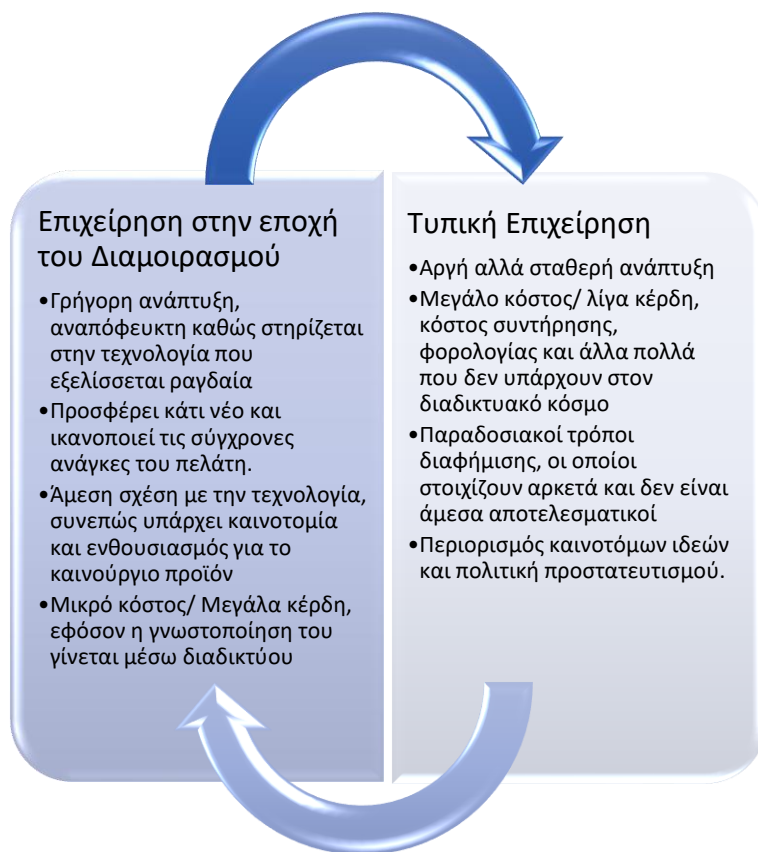 Επιχείρηση στην εποχή
του Διαμοιρασμού
•Γρήγορη ανάπτυξη,
αναπόφευκτη καθώς στηρίζεται
στην τεχνολογία που
εξελίσσεται ραγδαία
•Προσφέρει κάτι νέο και
ικανοποιεί τις σύγχρονες
ανάγκες του πελάτη.
•Άμεση σχέση με την τεχνολογία,
συνεπώς υπάρχει καινοτομία
και ενθουσιασμός για το
καινούργιο προϊόν
•Μικρό κόστος/ Μεγάλα κέρδη,
εφόσον η γνωστοποίηση του
γίνεται μέσω διαδικτύου
Τυπική Επιχείρηση
•Αργή αλλά σταθερή ανάπτυξη
•Μεγάλο κόστος/ λίγα κέρδη,
κόστος συντήρησης,
φορολογίας και άλλα πολλά
που δεν υπάρχουν στον
διαδικτυακό κόσμο
•Παραδοσιακοί τρόποι
διαφήμισης, οι οποίοι
στοιχίζουν αρκετά και δεν είναι
άμεσα αποτελεσματικοί
•Περιορισμός καινοτόμων ιδεών
και πολιτική προστατευτισμού.